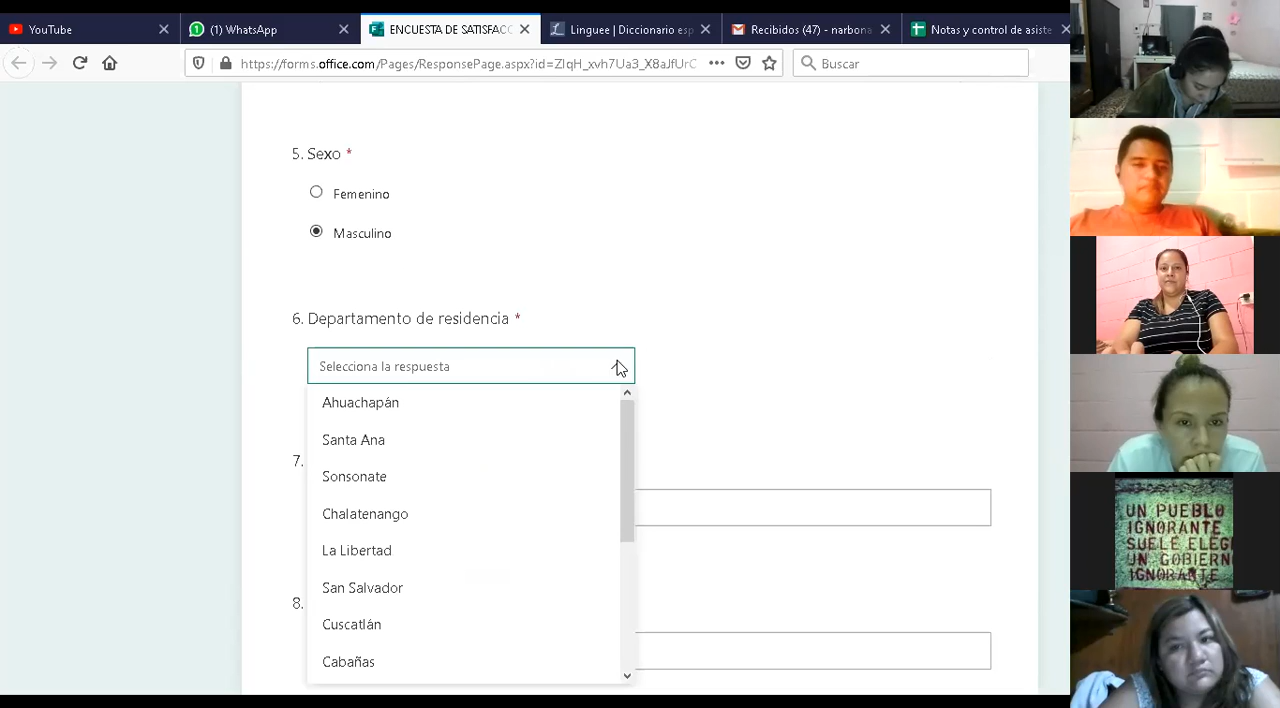 YouTube
(1) WhatsApp
ENCUESTA DE SATISFACC
Linguee | Diccionario esp
Recibidos (47) - narbona
Notas y control de asiste
https://forms.office.com/Pages/ResponsePage.aspx?id=ZIqH_xvh7Ua3_X8aJfUrC
Buscar
5. Sexo *
Femenino
Masculino
6. Departamento de residencia *
Selecciona la respuesta
Ahuachapán
Santa Ana
7.
Sonsonate
Chalatenango
La Libertad
San Salvador
8.
Cuscatlán
Cabañas
UN PUEBLO
IGNORANTE
SUELE ELEG
UN GOBIERN
IGNORANTE